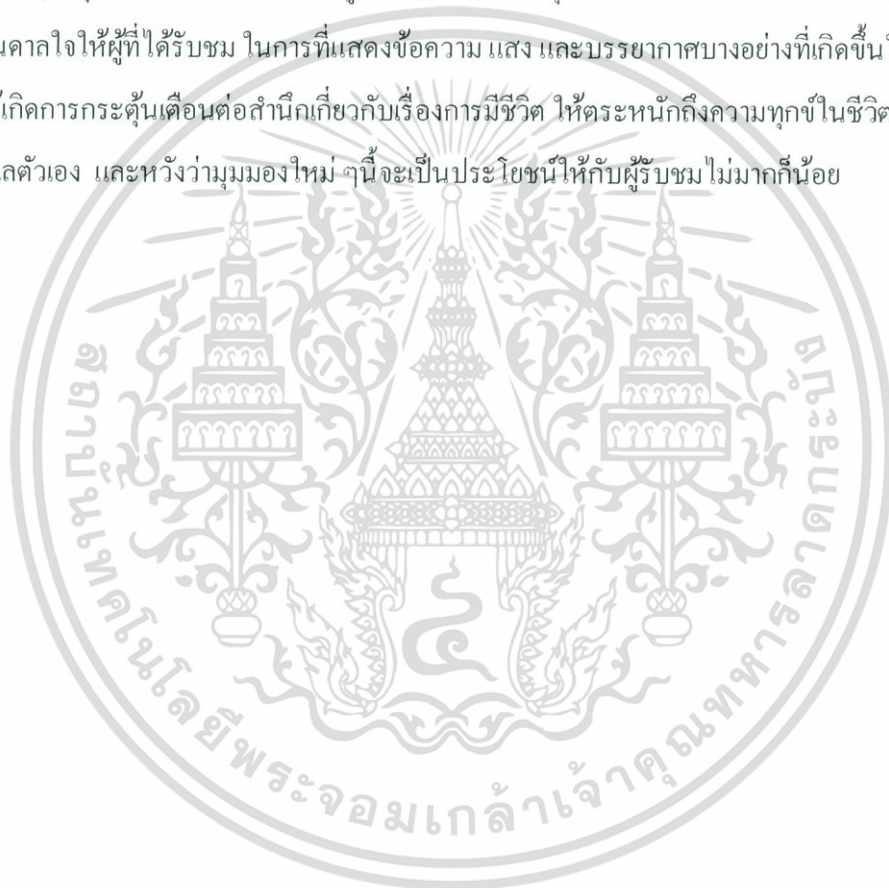 นดาลใจให้ผู้ที่ได้รับชม ในการที่แสดงข้อความ แสง และบรรยากาศบางอย่างที่เกิดขึ้น
เกิดการกระตุ้นเตือนต่อสำนึกเกี่ยวกับเรื่องการมีชีวิต ให้ตระหนักถึงความทุกข์ในชีวิต
ลตัวเอง และหวังว่ามุมมองใหม่ ๆนี้จะเป็นประโยชน์ให้กับผู้รับชมไม่มากก็น้อย
สถาบันเทคโนโลยีพระจอมเกล้าเจ้าคุณทหารลาดกระบัง
๔